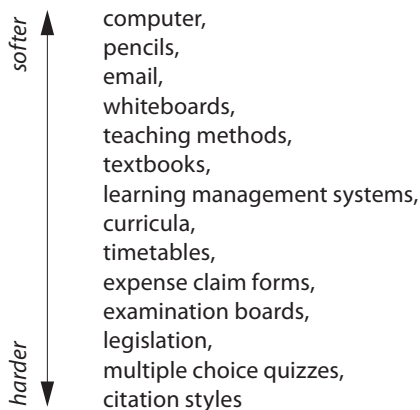 softer
computer,
pencils,
email,
whiteboards,
teaching methods,
textbooks,
learning management systems,
curricula,
timetables,
expense claim forms,
examination boards,
legislation,
multiple choice quizzes,
citation styles
harder